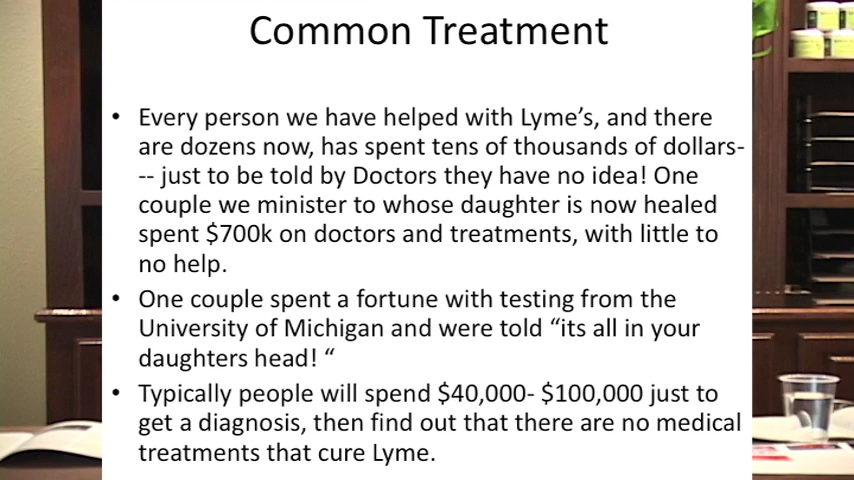 Common Treatment
• Every person we have helped with Lyme’s, and there
are dozens now, has spent tens of thousands of dollars-
-- just to be told by Doctors they have no idea! One
couple we minister to whose daughter is now healed
spent $700k on doctors and treatments, with little to
no help.
• One couple spent a fortune with testing from the
University of Michigan and were told “its all in your
daughters head! “
• Typically people will spend $40,000- $100,000 just to
get a diagnosis, then find out that there are no medical
treatments that cure Lyme.